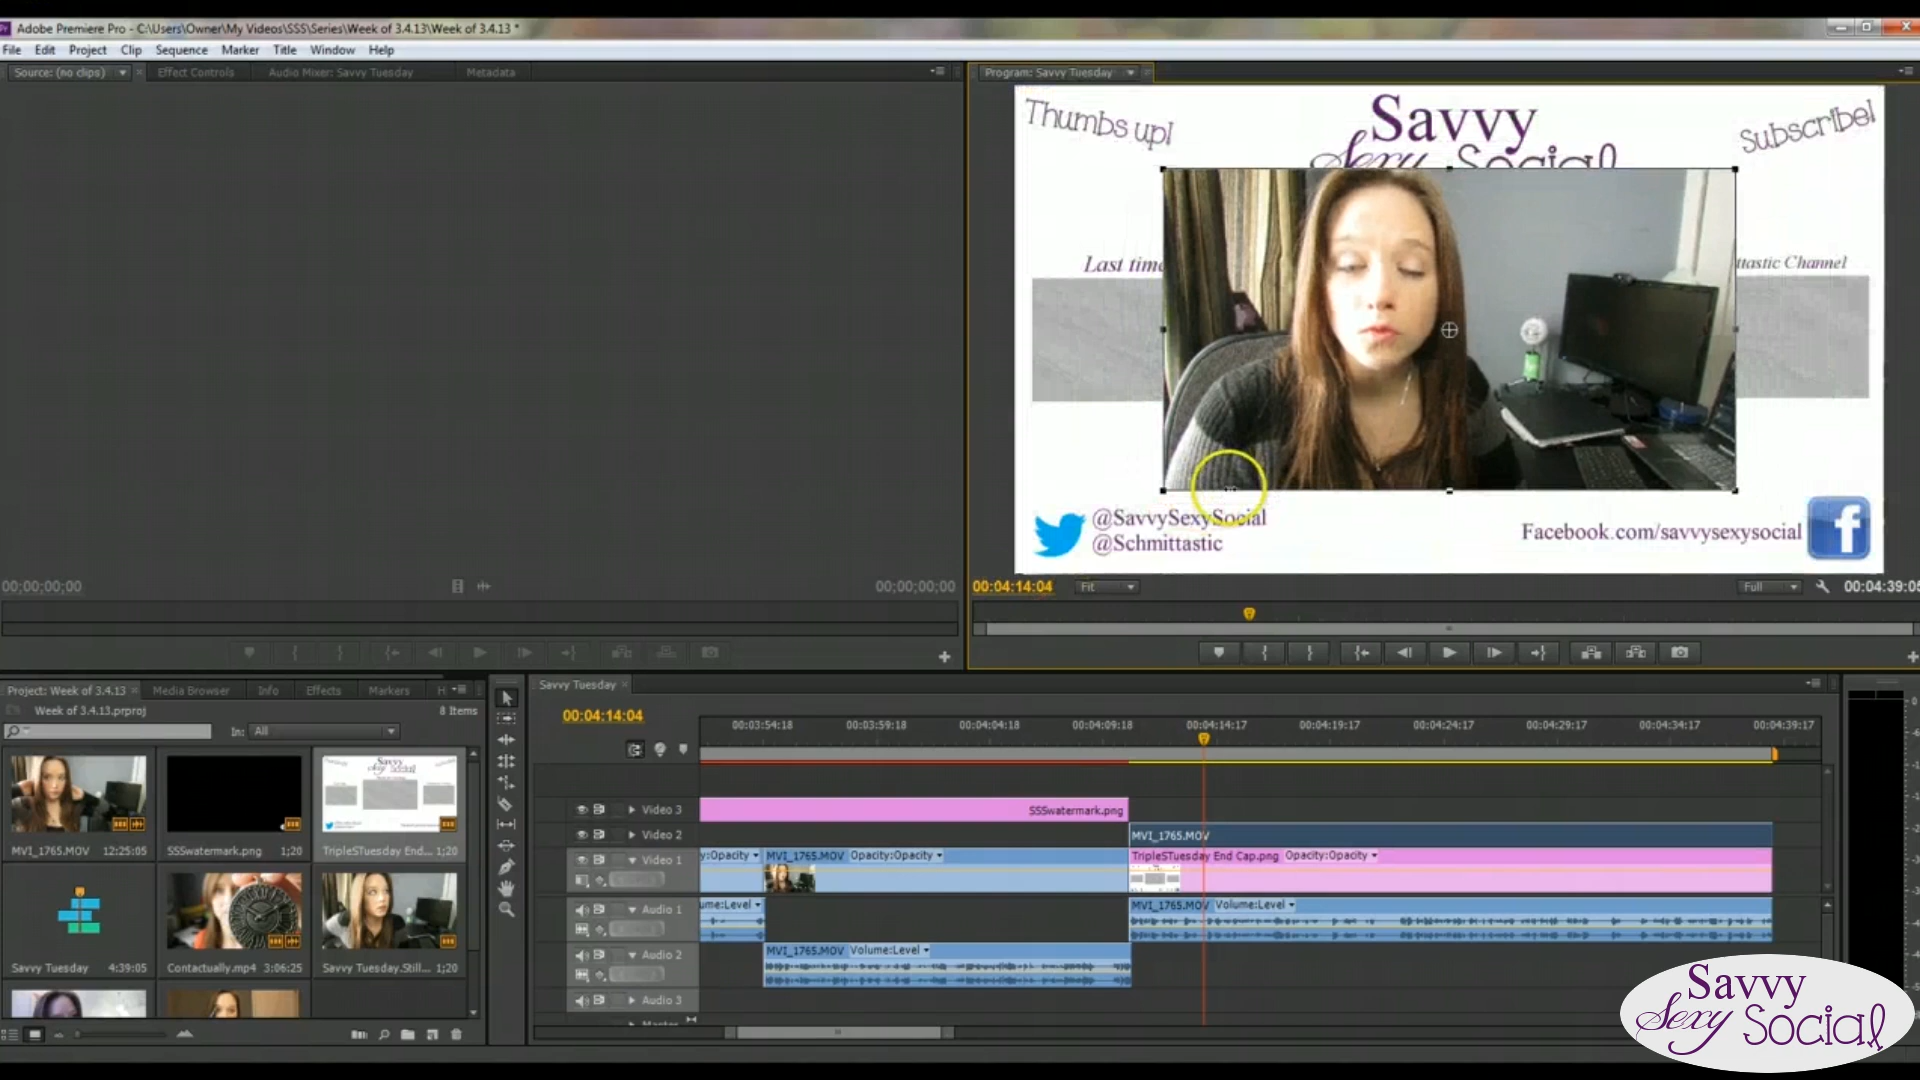 Adobe Premiere Pro - C:\Users\Owner\My Videos\SSS\Series\Week of 3.4.13\Week of 3.4.13 *
File Edit Project Clip Sequence Marker Title Window Help
Source: (no clips) Effect Controls Audio Mixer: Savvy Tuesday Metadata
Program: Savvy Tuesday
Thumbs up!
Savvy
Sexy Social
Subscribe!
Last time
ttastic Channel
@SavvySexySocial
@Schmittastic
Facebook.com/savvysexysocial
00;00;00;00
00;00;00;00
00:04:14:04 Fit Full 00:04:39:05
Project: Week of 3.4.13 Media Browser Info Effects Markers H
Week of 3.4.13.prproj 8 Items
In: All
MVI_1765.MOV 12:25:05
SSSwatermark.png 1;20
TripleSTuesday End... 1;20
Savvy Tuesday 4:39:05
Contactually.mp4 3:06:25
Savvy Tuesday.Still... 1;20
Savvy Tuesday
00:04:14:04
00:03:54:18 00:03:59:18 00:04:04:18 00:04:09:18 00:04:14:17 00:04:19:17 00:04:24:17 00:04:29:17 00:04:34:17 00:04:39:17
Video 3 SSSwatermark.png
Video 2 MVI_1765.MOV
Video 1 y:Opacity MVI_1765.MOV Opacity:Opacity TripleSTuesday End Cap.png Opacity:Opacity
Audio 1 ume:Level MVI_1765.MOV Volume:Level
Audio 2 MVI_1765.MOV Volume:Level
Audio 3
Savvy
Sexy Social